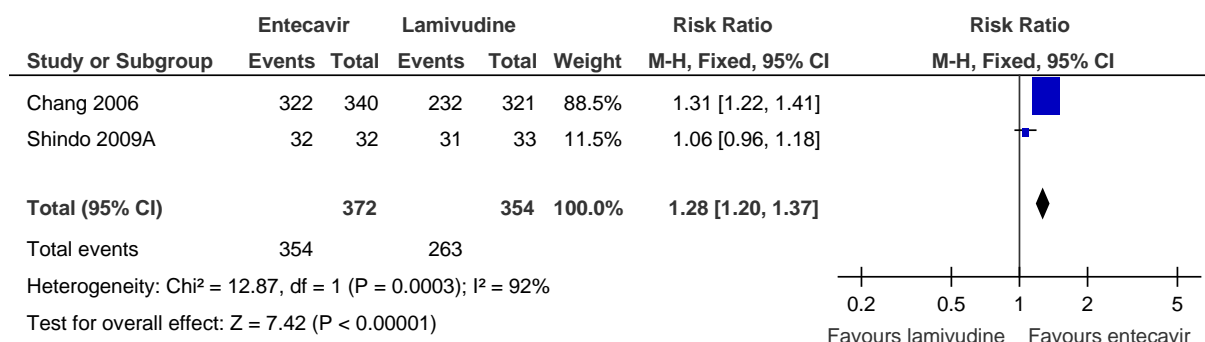 Entecavir Lamivudine Risk Ratio Risk Ratio
Study or Subgroup Events Total Events Total Weight M-H, Fixed, 95% CI M-H, Fixed, 95% CI
Chang 2006 322 340 232 321 88.5% 1.31 [1.22, 1.41]
Shindo 2009A 32 32 31 33 11.5% 1.06 [0.96, 1.18]
Total (95% CI) 372 354 100.0% 1.28 [1.20, 1.37]
Total events 354 263
Heterogeneity: Chi² = 12.87, df = 1 (P = 0.0003); I² = 92%
Test for overall effect: Z = 7.42 (P < 0.00001)
0.2 0.5 1 2 5
Favours lamivudine Favours entecavir